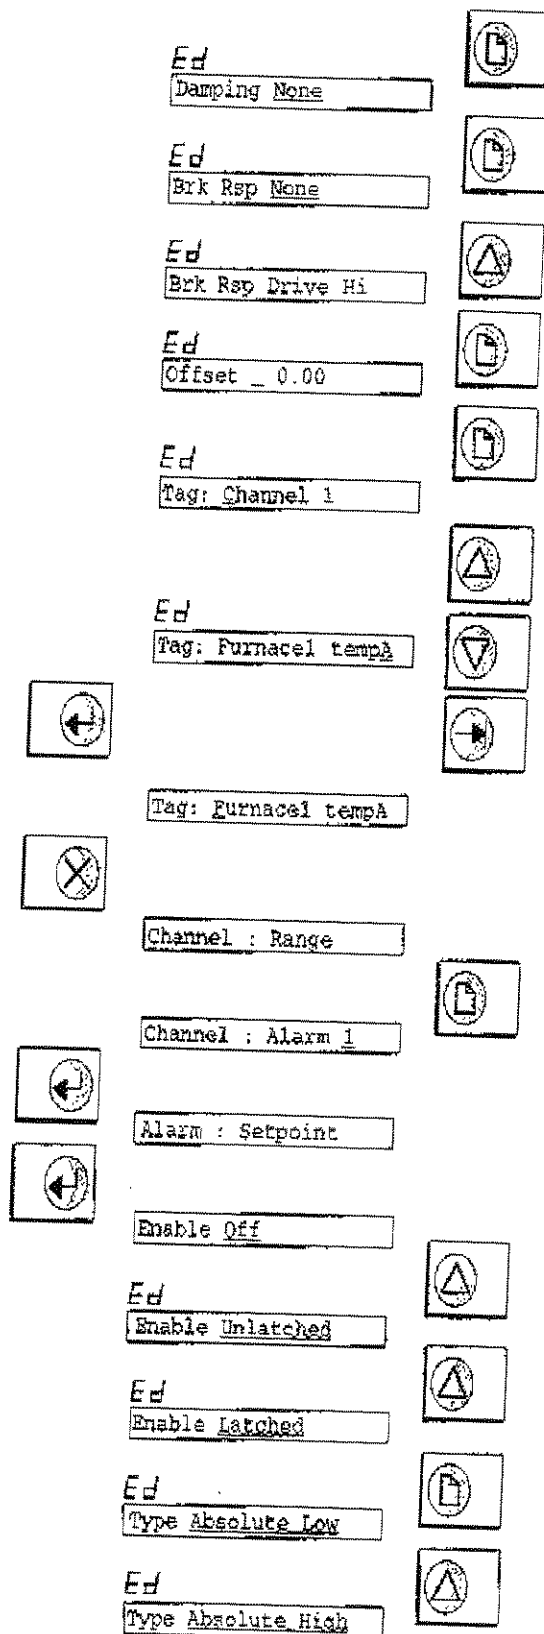 Ed
Damping None
Ed
Brk Rsp None
Ed
Brk Rsp Drive Hi
Ed
Offset _ 0.00
Ed
Tag: Channel 1
Ed
Tag: Furnace1 tempA
Tag: Furnace1 tempA
Channel : Range
Channel : Alarm 1
Alarm : Setpoint
Enable Off
Ed
Enable Unlatched
Ed
Enable Latched
Ed
Type Absolute Low
Ed
Type Absolute High